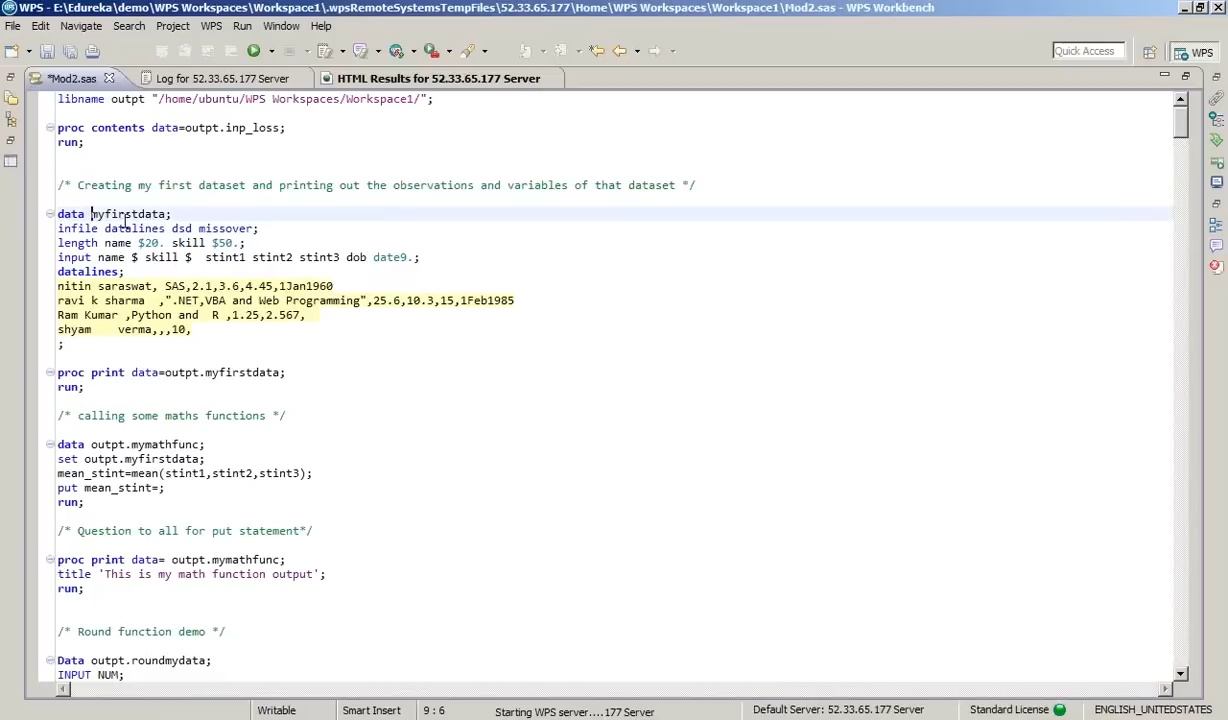 WPS - E:\Edureka\demo\WPS Workspaces\Workspace1\.wpsRemoteSystemsTempFiles\52.33.65.177\Home\WPS Workspaces\Workspace1\Mod2.sas - WPS Workbench
File Edit Navigate Search Project WPS Run Window Help
Quick Access WPS
*Mod2.sas Log for 52.33.65.177 Server HTML Results for 52.33.65.177 Server
libname outpt "/home/ubuntu/WPS Workspaces/Workspace1/";
proc contents data=outpt.inp_loss;
run;
/* Creating my first dataset and printing out the observations and variables of that dataset */
data myfirstdata;
infile datalines dsd missover;
length name $20. skill $50.;
input name $ skill $  stint1 stint2 stint3 dob date9.;
datalines;
nitin saraswat, SAS,2.1,3.6,4.45,1Jan1960
ravi k sharma  ,".NET,VBA and Web Programming",25.6,10.3,15,1Feb1985
Ram Kumar ,Python and  R ,1.25,2.567,
shyam    verma,,,10,
;
proc print data=outpt.myfirstdata;
run;
/* calling some maths functions */
data outpt.mymathfunc;
set outpt.myfirstdata;
mean_stint=mean(stint1,stint2,stint3);
put mean_stint=;
run;
/* Question to all for put statement*/
proc print data= outpt.mymathfunc;
title 'This is my math function output';
run;
/* Round function demo */
Data outpt.roundmydata;
INPUT NUM;
Writable Smart Insert 9 : 6 Starting WPS server....177 Server Default Server: 52.33.65.177 Server Standard License ENGLISH_UNITEDSTATES